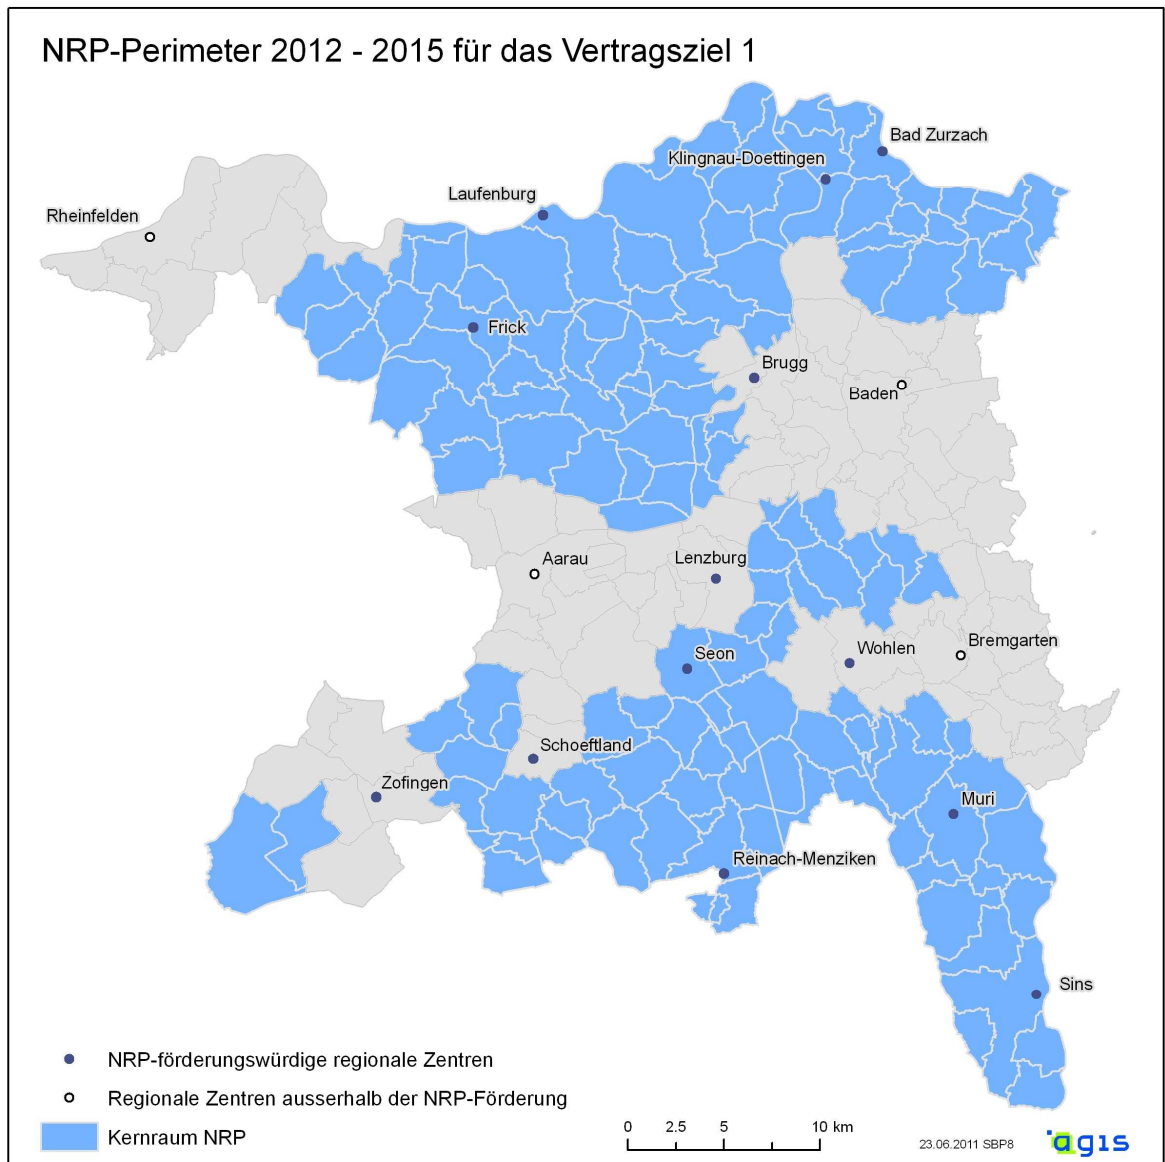 NRP-Perimeter 2012 - 2015 für das Vertragsziel 1
Bad Zurzach
Klingnau-Doettingen
Laufenburg
Rheinfelden
Frick
Brugg
Baden
Aarau
Lenzburg
Bremgarten
Wohlen
Seon
Schoeftland
Zofingen
Muri
Reinach-Menziken
Sins
NRP-förderungswürdige regionale Zentren
Regionale Zentren ausserhalb der NRP-Förderung
Kernraum NRP
0 2.5 5 10 km
23.06.2011 SBP8
agis